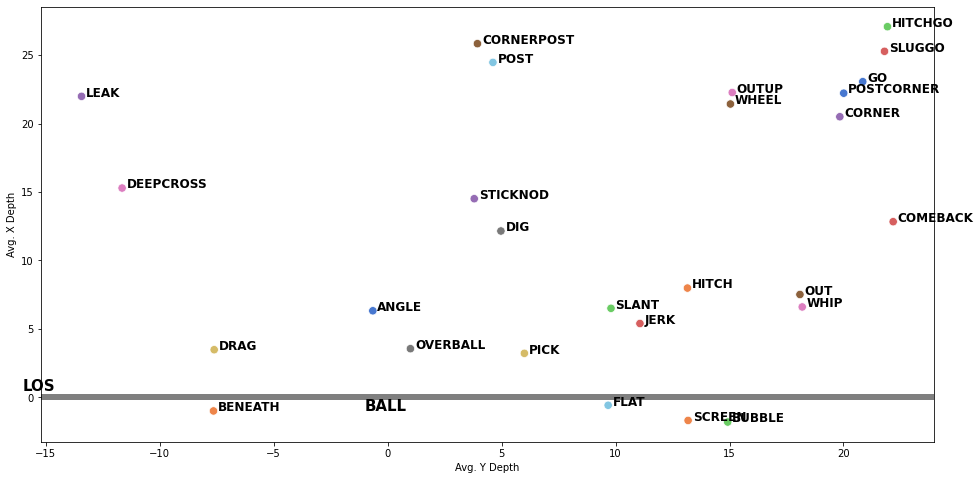 HITCHGO
CORNERPOST
SLUGGO
25
POST
GO
LEAK
OUTUP
POSTCORNER
WHEEL
20
CORNER
DEEPCROSS
15
STICKNOD
COMEBACK
DIG
Avg. X Depth
10
HITCH
OUT
ANGLE
SLANT
WHIP
5
JERK
DRAG
OVERBALL
PICK
LOS
0
BENEATH
BALL
FLAT
SCREEN
BUBBLE
−15 −10 −5 0 5 10 15 20
Avg. Y Depth